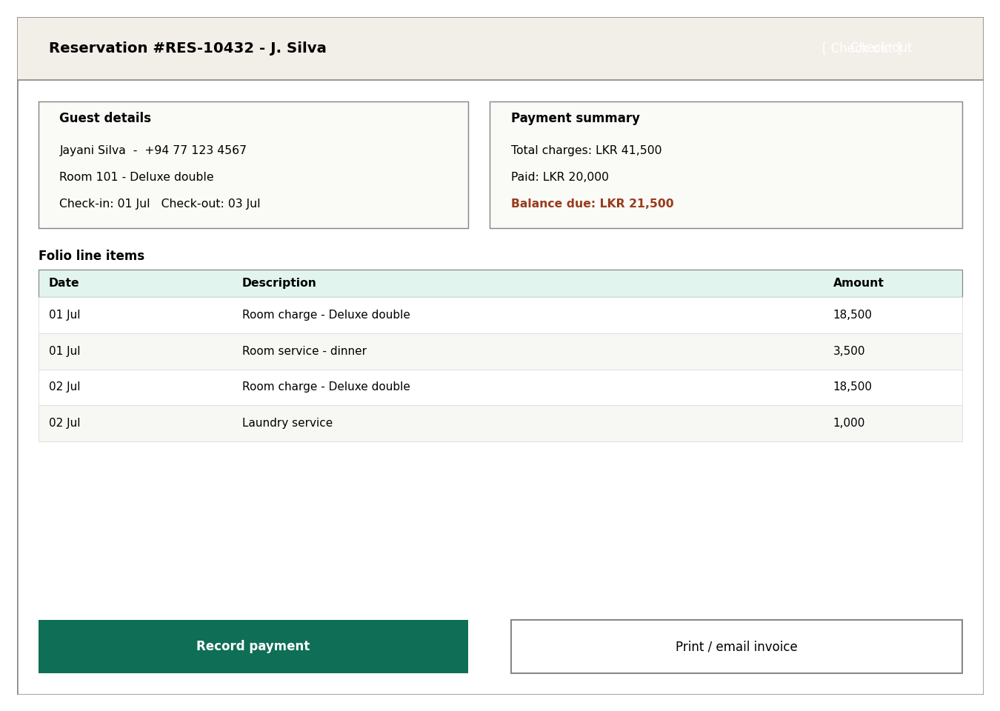 Reservation #RES-10432 - J. Silva
[ Check out ]
Check out
Guest details
Jayani Silva - +94 77 123 4567
Room 101 - Deluxe double
Check-in: 01 Jul Check-out: 03 Jul
Payment summary
Total charges: LKR 41,500
Paid: LKR 20,000
Balance due: LKR 21,500
Folio line items
Date Description Amount
01 Jul Room charge - Deluxe double 18,500
01 Jul Room service - dinner 3,500
02 Jul Room charge - Deluxe double 18,500
02 Jul Laundry service 1,000
Record payment
Print / email invoice